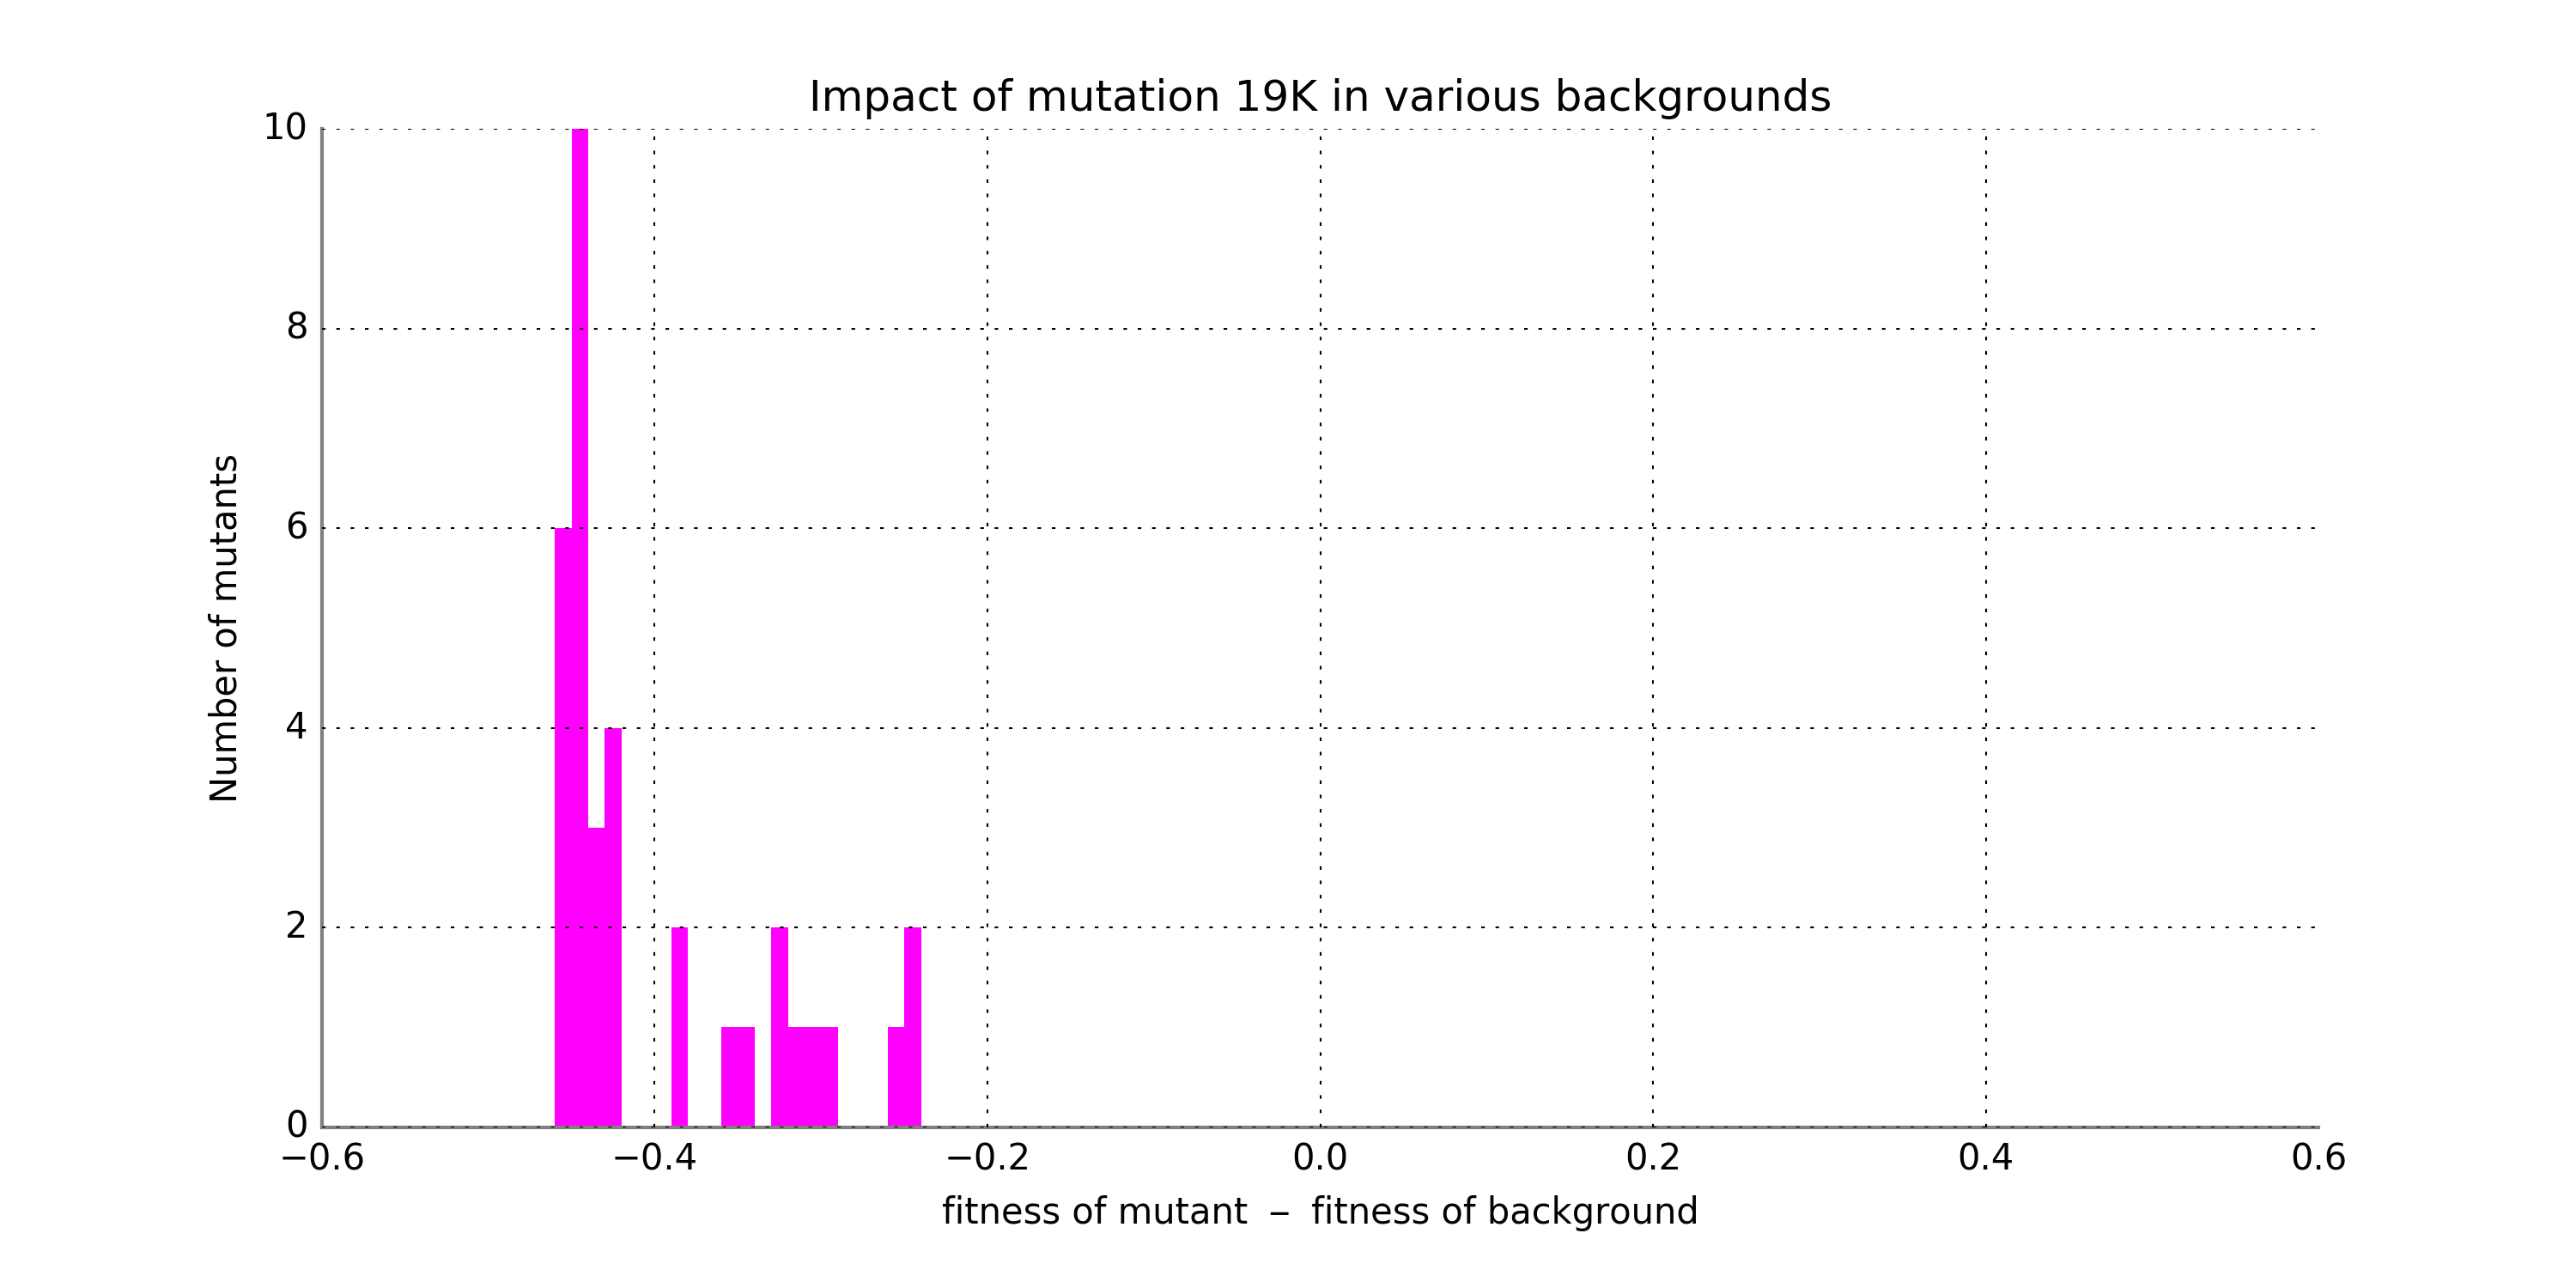 Impact of mutation 19K in various backgrounds
10
8
6
4
2
0
Number of mutants
−0.6 −0.4 −0.2 0.0 0.2 0.4 0.6
fitness of mutant − fitness of background